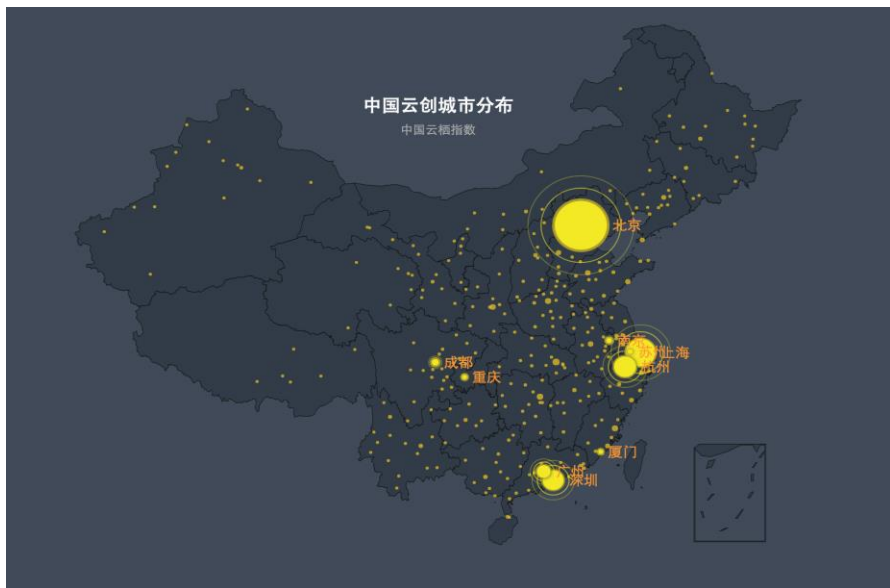 中国云创城市分布
中国云栖指数
北京
南京
苏州
上海
杭州
成都
重庆
厦门
广州
深圳